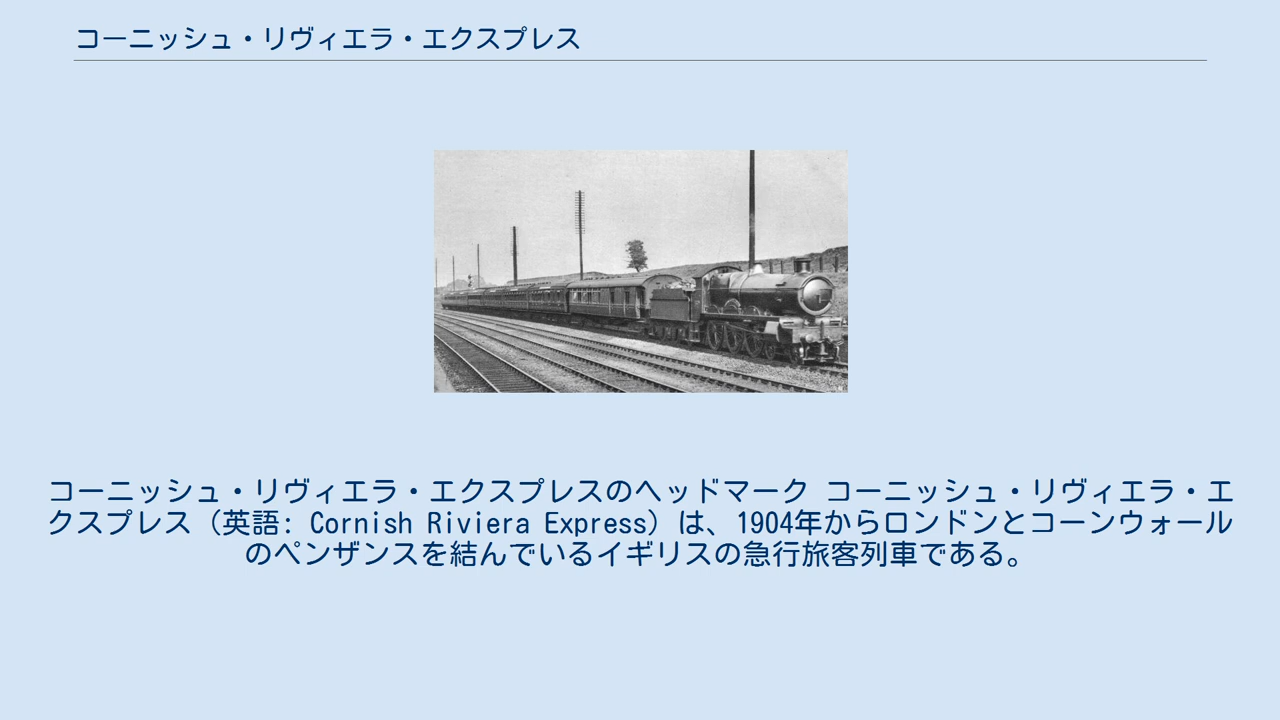 コーニッシュ・リヴィエラ・エクスプレス
コーニッシュ・リヴィエラ・エクスプレスのヘッドマーク コーニッシュ・リヴィエラ・エ
クスプレス（英語: Cornish Riviera Express）は、1904年からロンドンとコーンウォール
のペンザンスを結んでいるイギリスの急行旅客列車である。